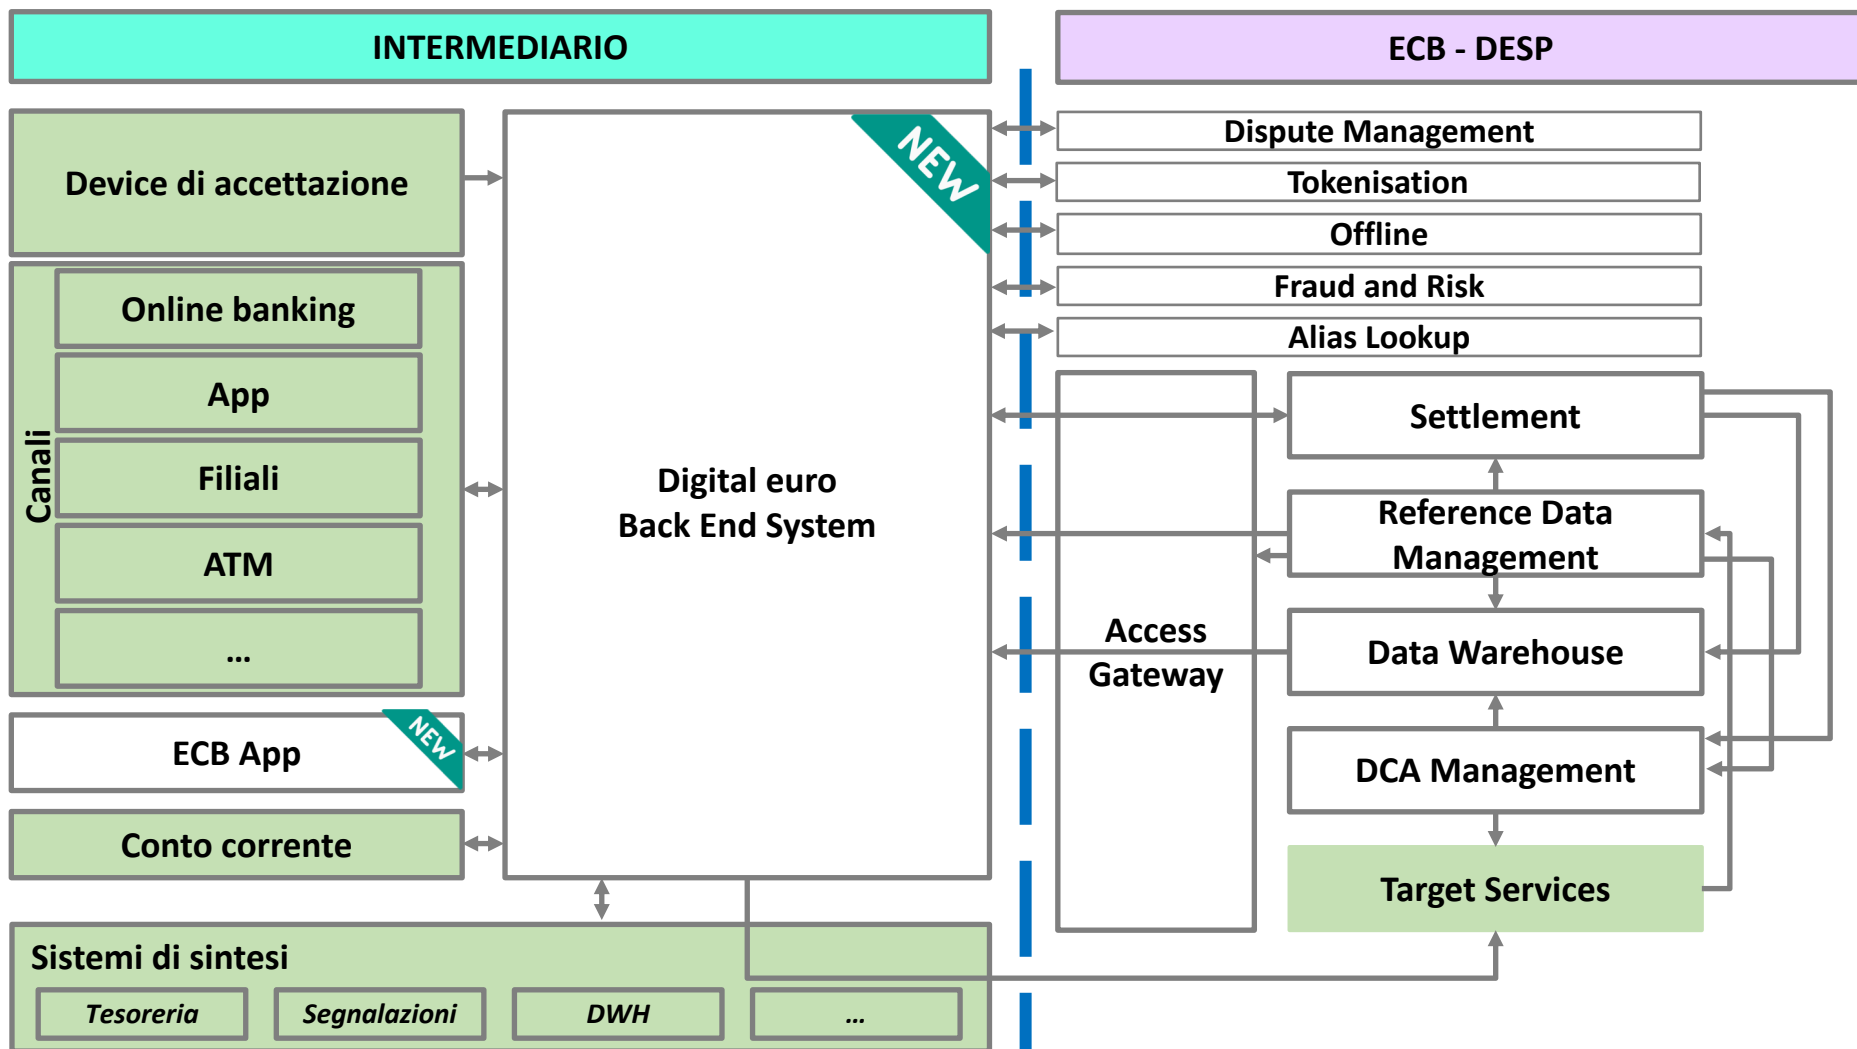 INTERMEDIARIO
ECB - DESP
Device di accettazione
Canali
Online banking
App
Filiali
ATM
...
ECB App
NEW
Conto corrente
Digital euro
Back End System
NEW
Sistemi di sintesi
Tesoreria
Segnalazioni
DWH
...
Dispute Management
Tokenisation
Offline
Fraud and Risk
Alias Lookup
Access
Gateway
Settlement
Reference Data
Management
Data Warehouse
DCA Management
Target Services